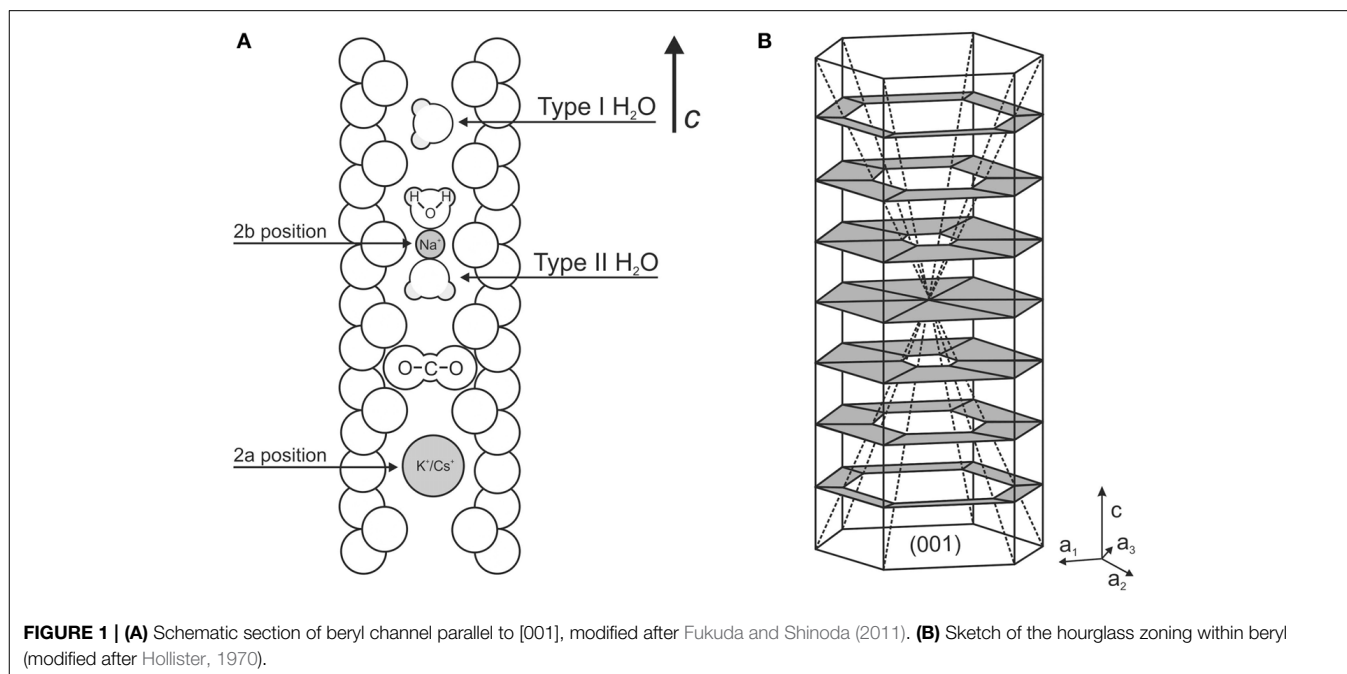 A
Type I H₂O
c
H H
O
2b position
Na⁺
Type II H₂O
O-C-O
2a position
K⁺/Cs⁺
B
(001)
c
a₁
a₃
a₂
FIGURE 1 | (A) Schematic section of beryl channel parallel to [001], modified after Fukuda and Shinoda (2011). (B) Sketch of the hourglass zoning within beryl
(modified after Hollister, 1970).